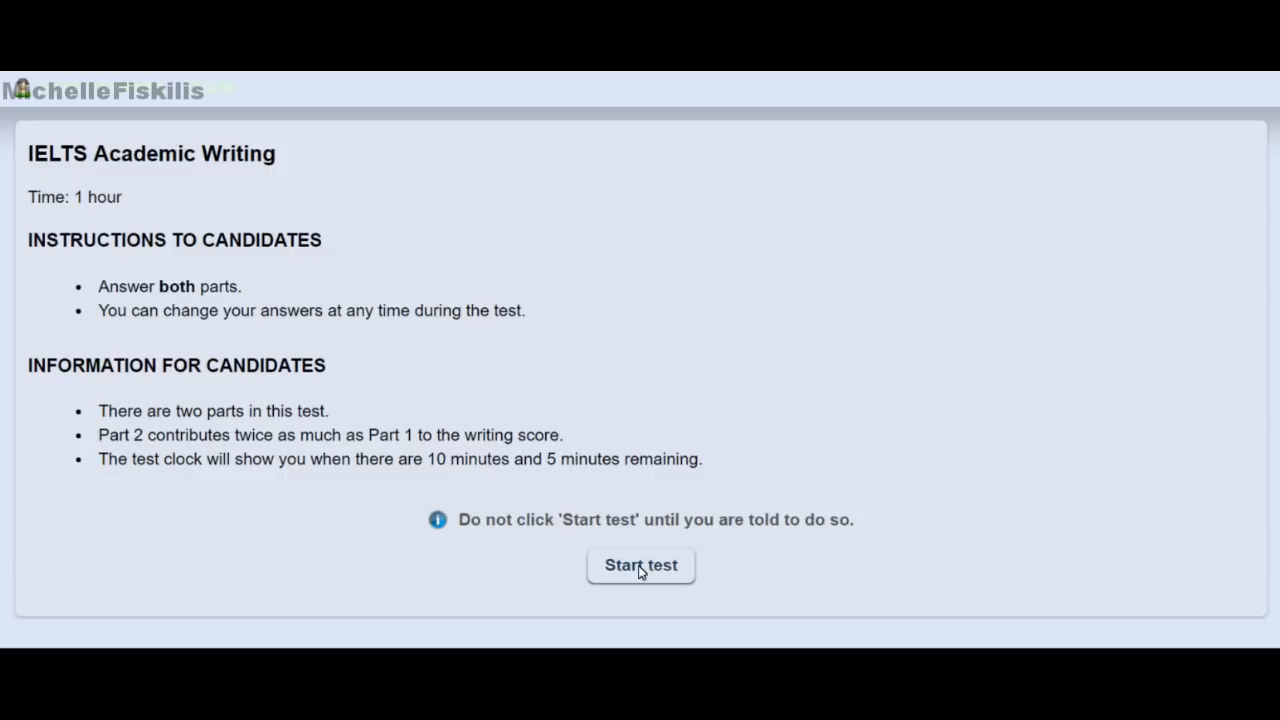 MichelleFiskilis
IELTS Academic Writing
Time: 1 hour
INSTRUCTIONS TO CANDIDATES
• Answer both parts.
• You can change your answers at any time during the test.
INFORMATION FOR CANDIDATES
• There are two parts in this test.
• Part 2 contributes twice as much as Part 1 to the writing score.
• The test clock will show you when there are 10 minutes and 5 minutes remaining.
Do not click 'Start test' until you are told to do so.
Start test